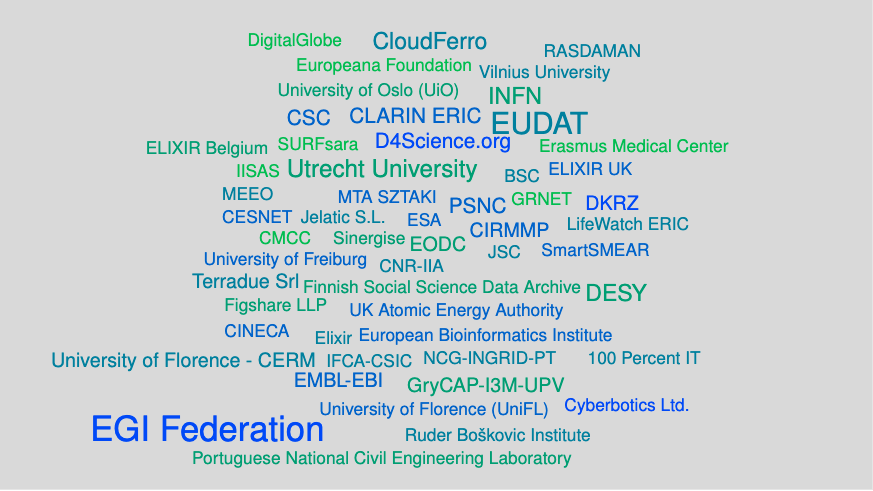 DigitalGlobe CloudFerro RASDAMAN
Europeana Foundation Vilnius University
University of Oslo (UiO) INFN
CSC CLARIN ERIC EUDAT
ELIXIR Belgium SURFsara D4Science.org Erasmus Medical Center
IISAS Utrecht University BSC ELIXIR UK
MEEO MTA SZTAKI PSNC GRNET DKRZ
CESNET Jelatic S.L. ESA CIRMMP LifeWatch ERIC
CMCC Sinergise EODC JSC SmartSMEAR
University of Freiburg CNR-IIA
Terradue Srl Finnish Social Science Data Archive DESY
Figshare LLP UK Atomic Energy Authority
CINECA Elixir European Bioinformatics Institute
University of Florence - CERM IFCA-CSIC NCG-INGRID-PT 100 Percent IT
EMBL-EBI GryCAP-I3M-UPV
University of Florence (UniFL) Cyberbotics Ltd.
EGI Federation Ruder Boškovic Institute
Portuguese National Civil Engineering Laboratory